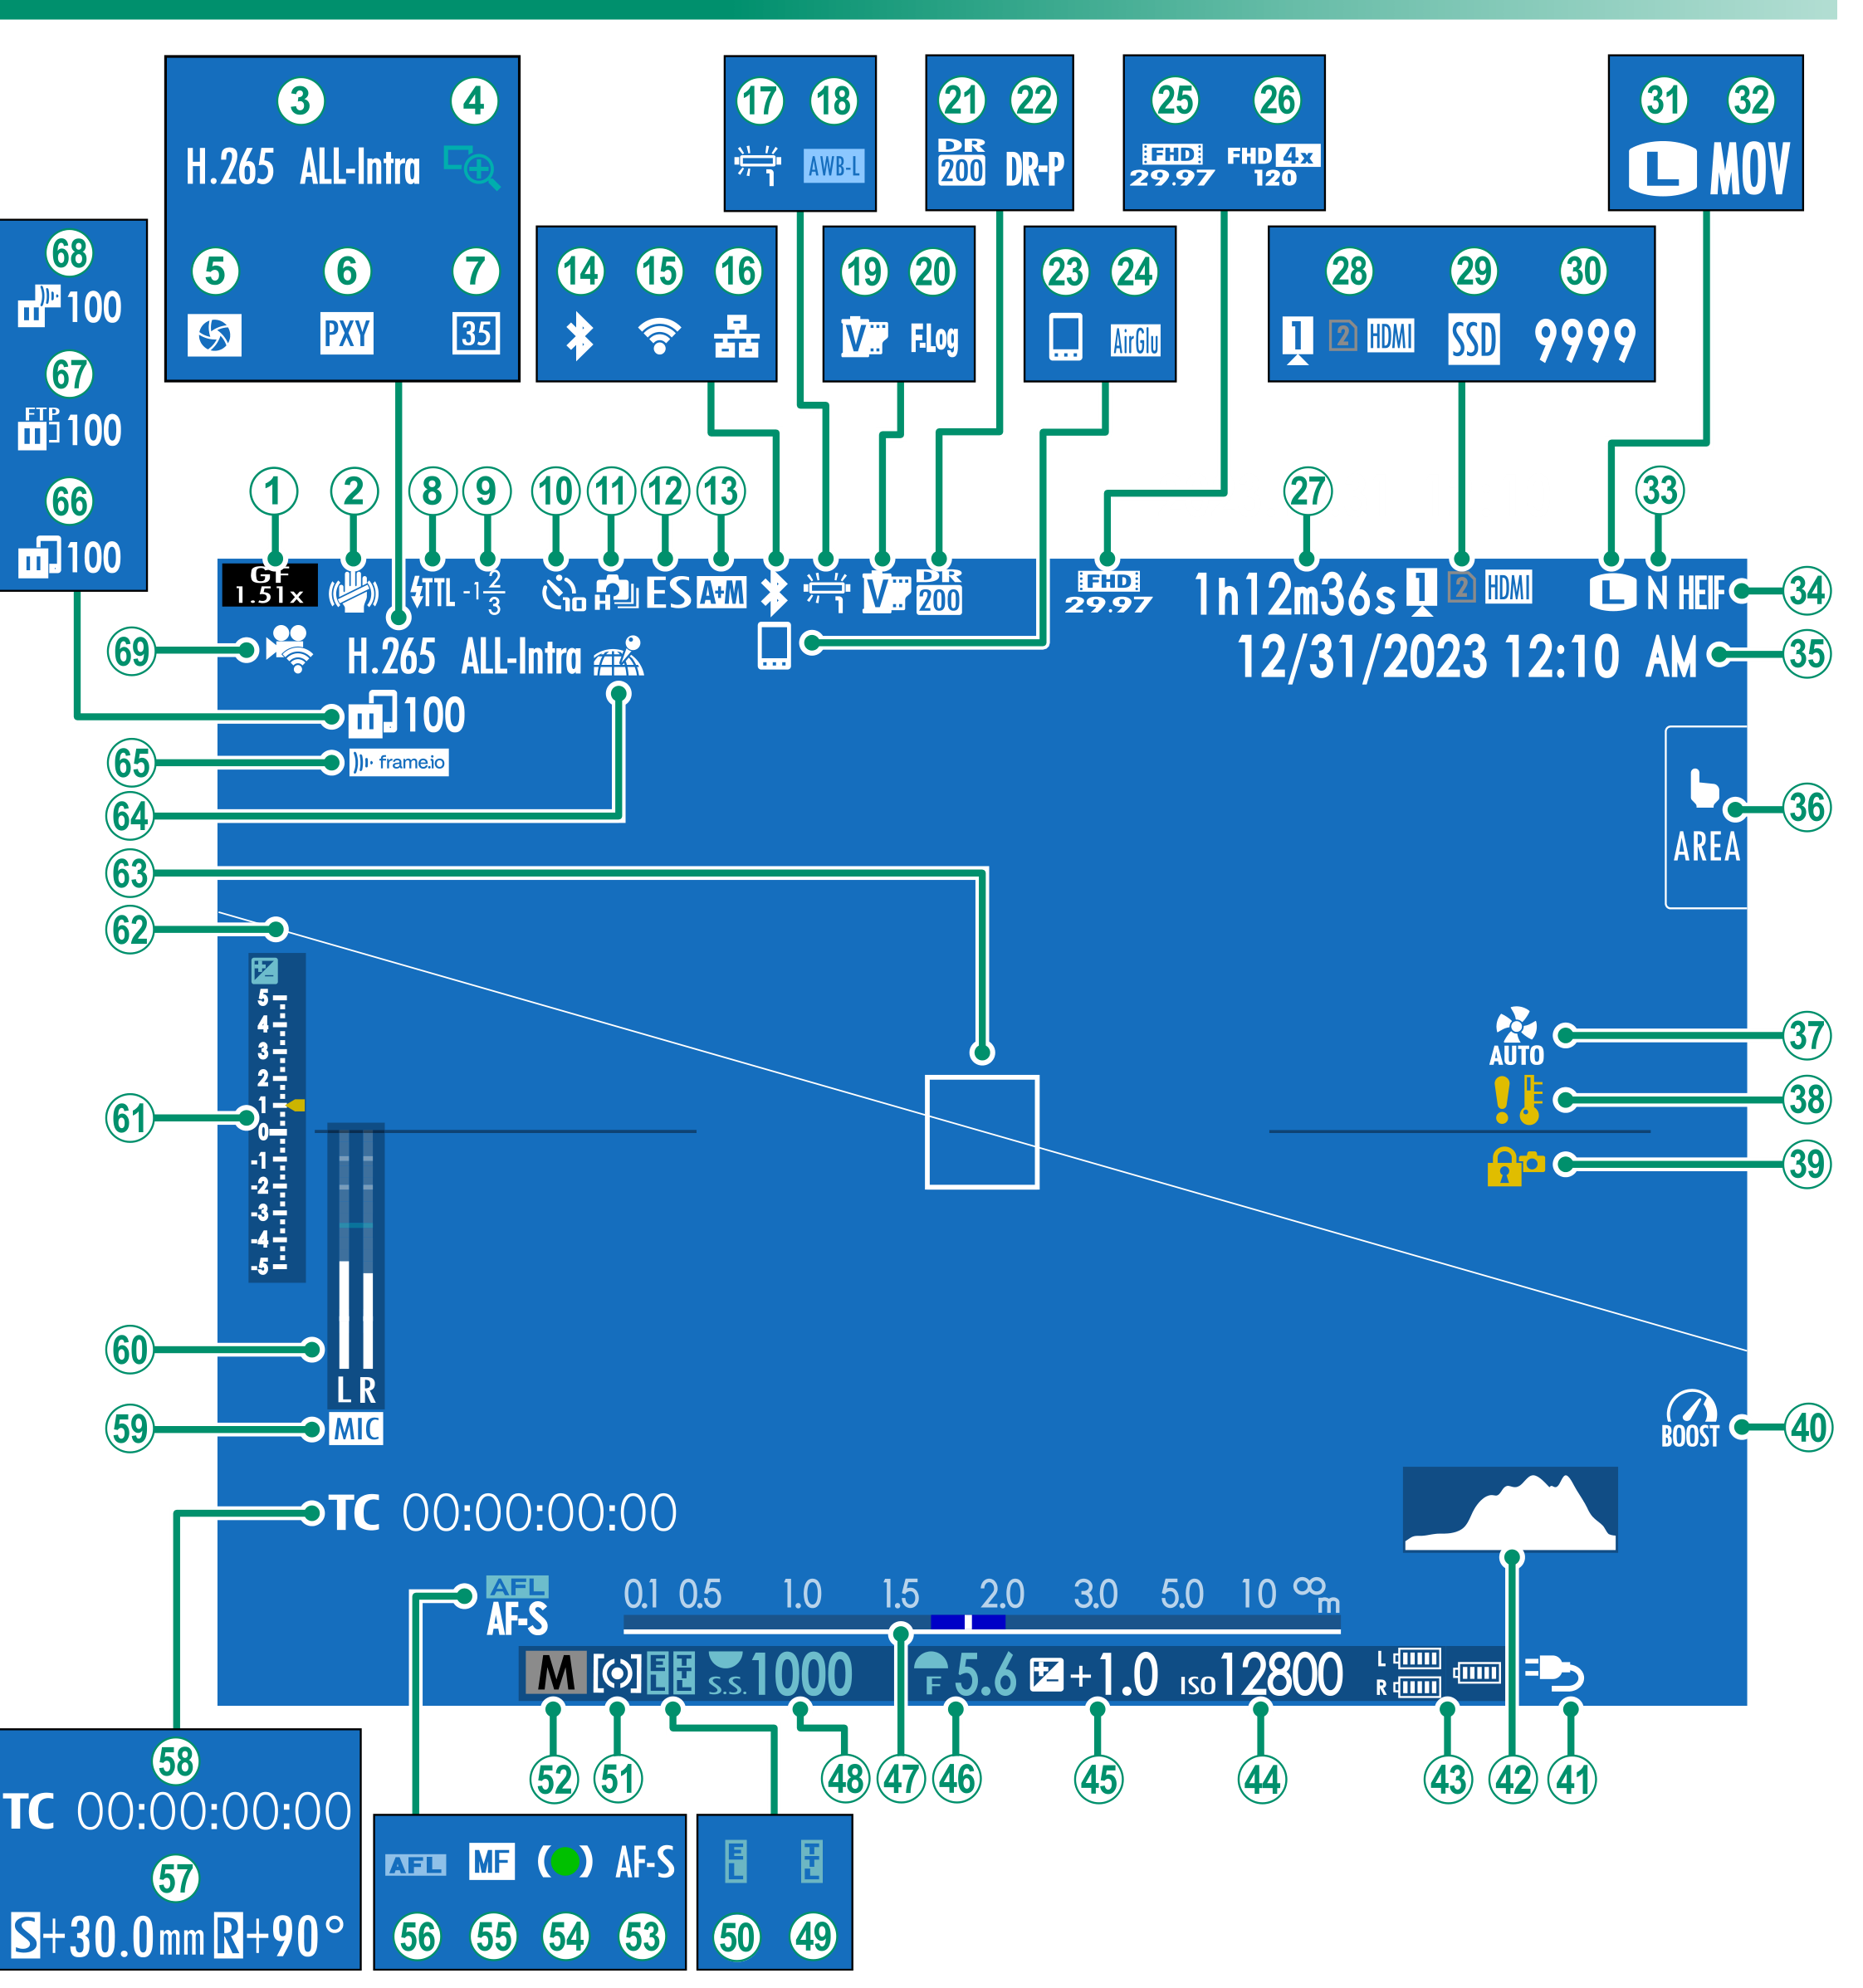 3 4
H.265 ALL-Intra
5 6 7
PXY 35
17 18
1 AWB-L
21 22
DR 200 DR-P
25 26
FHD 29.97 FHD 4x 120
31 32
L MOV
68
100
67
FTP 100
66
100
14 15 16
19 20
V F-Log
23 24
AirGlu
28 29 30
1 2 HDMI SSD 9999
1 2 8 9 10 11 12 13 27 33
GF
1.51x
TTL -1 2/3 10 H ES A+M 1 V DR 200 FHD 29.97 1h12m36s 1 2 HDMI L N HEIF 34
69 H.265 ALL-Intra 12/31/2023 12:10 AM 35
100
65 frame.io
64
36
AREA
63
62
5
4
3
2
1
0
-1
-2
-3
-4
-5
61
37
AUTO
38
39
60
L R
59 MIC
40
BOOST
TC 00:00:00:00
AFL
AF-S
0.1 0.5 1.0 1.5 2.0 3.0 5.0 10 ∞
m
M EL TTL S.S. 1000 F 5.6 +1.0 ISO 12800 L R
52 51 48 47 46 45 44 43 42 41
58
TC 00:00:00:00
57
S+30.0mm R+90°
AFL MF AF-S
56 55 54 53
EL TTL
50 49